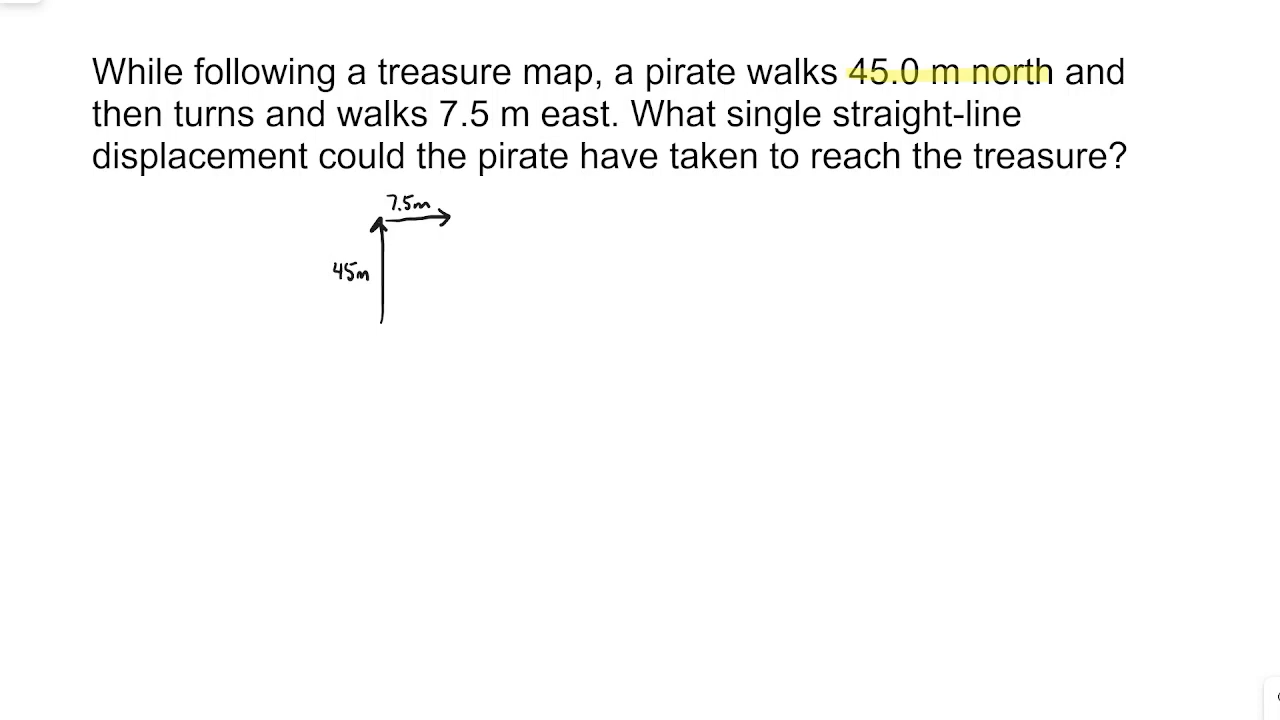 While following a treasure map, a pirate walks 45.0 m north and
then turns and walks 7.5 m east. What single straight-line
displacement could the pirate have taken to reach the treasure?
7.5m
45m